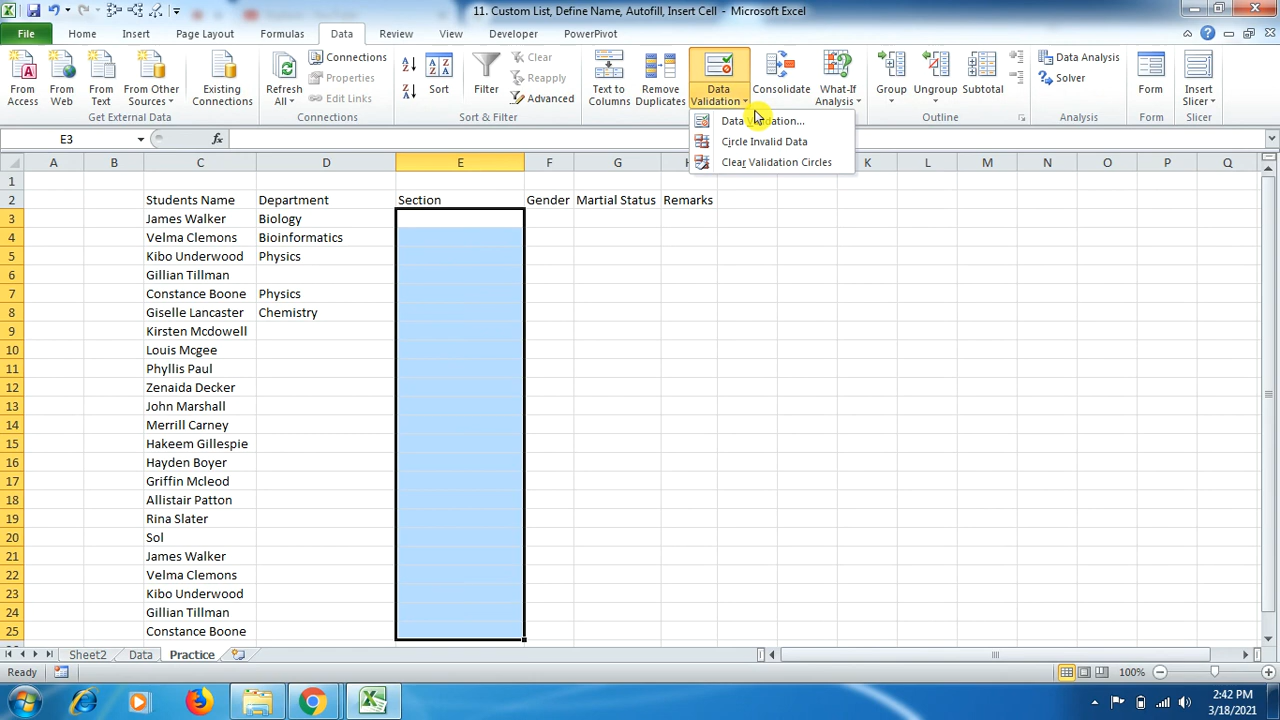 11. Custom List, Define Name, Autofill, Insert Cell - Microsoft Excel
File Home Insert Page Layout Formulas Data Review View Developer PowerPivot
From Access
From Web
From Text
From Other Sources
Existing Connections
Get External Data
Refresh All
Connections
Properties
Edit Links
Connections
Sort
Filter
Clear
Reapply
Advanced
Sort & Filter
Text to Columns
Remove Duplicates
Data Validation
Consolidate
What-If Analysis
Group
Ungroup
Subtotal
Outline
Data Analysis
Solver
Analysis
Form
Form
Insert Slicer
Slicer
Data Validation...
Circle Invalid Data
Clear Validation Circles
E3 fx
A B C D E F G H K L M N O P Q
1
2 Students Name Department Section Gender Martial Status Remarks
3 James Walker Biology
4 Velma Clemons Bioinformatics
5 Kibo Underwood Physics
6 Gillian Tillman
7 Constance Boone Physics
8 Giselle Lancaster Chemistry
9 Kirsten Mcdowell
10 Louis Mcgee
11 Phyllis Paul
12 Zenaida Decker
13 John Marshall
14 Merrill Carney
15 Hakeem Gillespie
16 Hayden Boyer
17 Griffin Mcleod
18 Allistair Patton
19 Rina Slater
20 Sol
21 James Walker
22 Velma Clemons
23 Kibo Underwood
24 Gillian Tillman
25 Constance Boone
Sheet2 Data Practice
Ready 100%
2:42 PM
3/18/2021